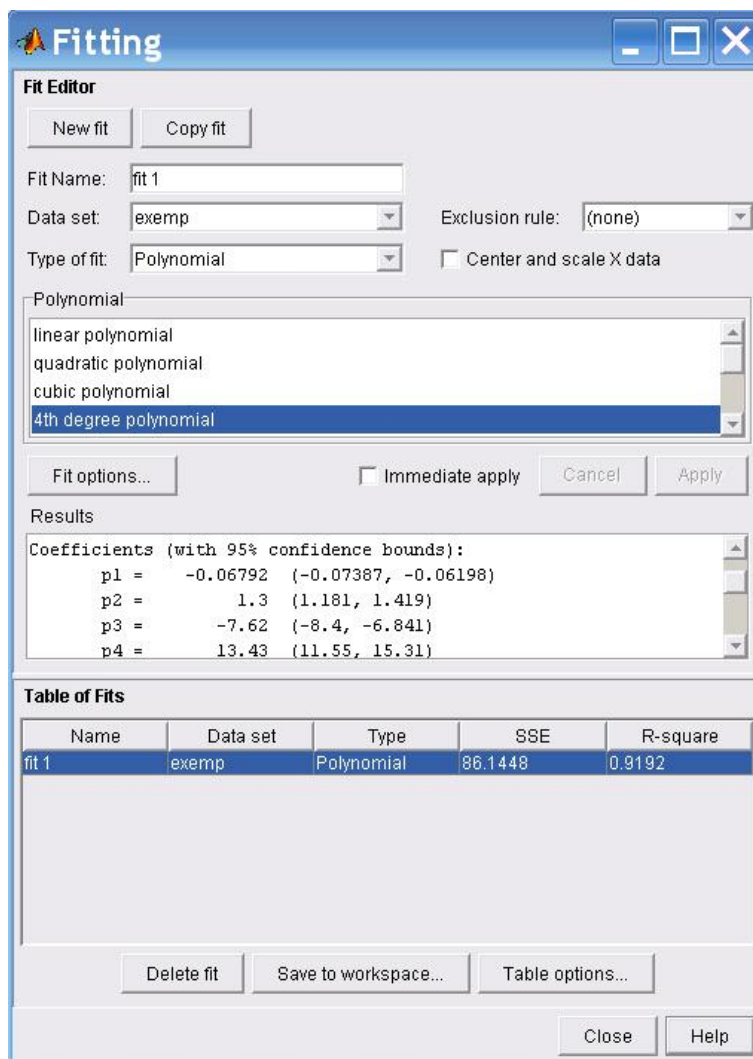 Fitting
Fit Editor
New fit Copy fit
Fit Name: fit 1
Data set: exemp Exclusion rule: (none)
Type of fit: Polynomial Center and scale X data
Polynomial
linear polynomial
quadratic polynomial
cubic polynomial
4th degree polynomial
Fit options... Immediate apply Cancel Apply
Results
Coefficients (with 95% confidence bounds):
p1 = -0.06792 (-0.07387, -0.06198)
p2 = 1.3 (1.181, 1.419)
p3 = -7.62 (-8.4, -6.841)
p4 = 13.43 (11.55, 15.31)
Table of Fits
Name Data set Type SSE R-square
fit 1 exemp Polynomial 86.1448 0.9192
Delete fit Save to workspace... Table options...
Close Help